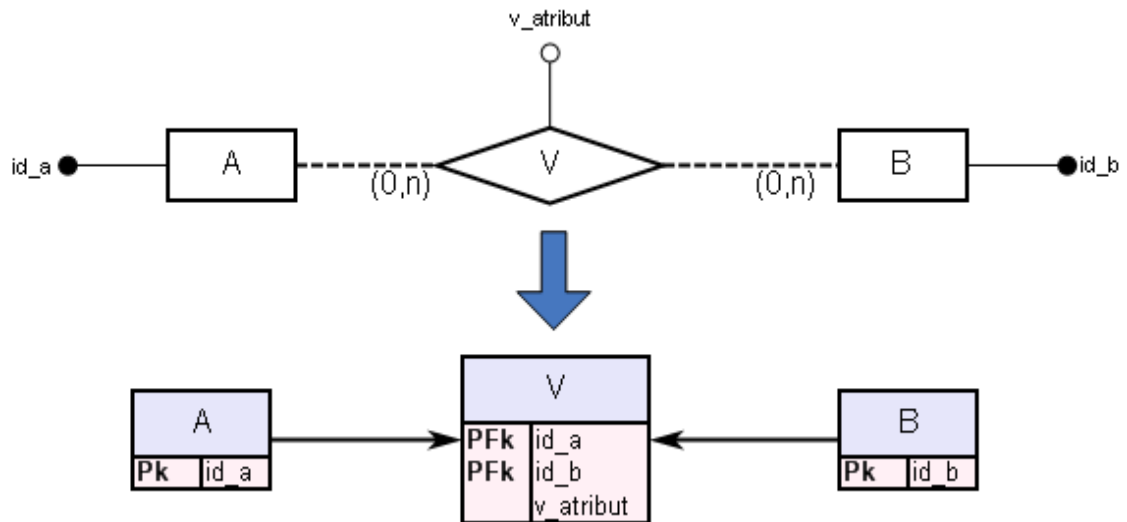 v_atribut
id_a
A
(0,n)
V
(0,n)
B
id_b
A
Pk id_a
V
PFk id_a
PFk id_b
v_atribut
B
Pk id_b